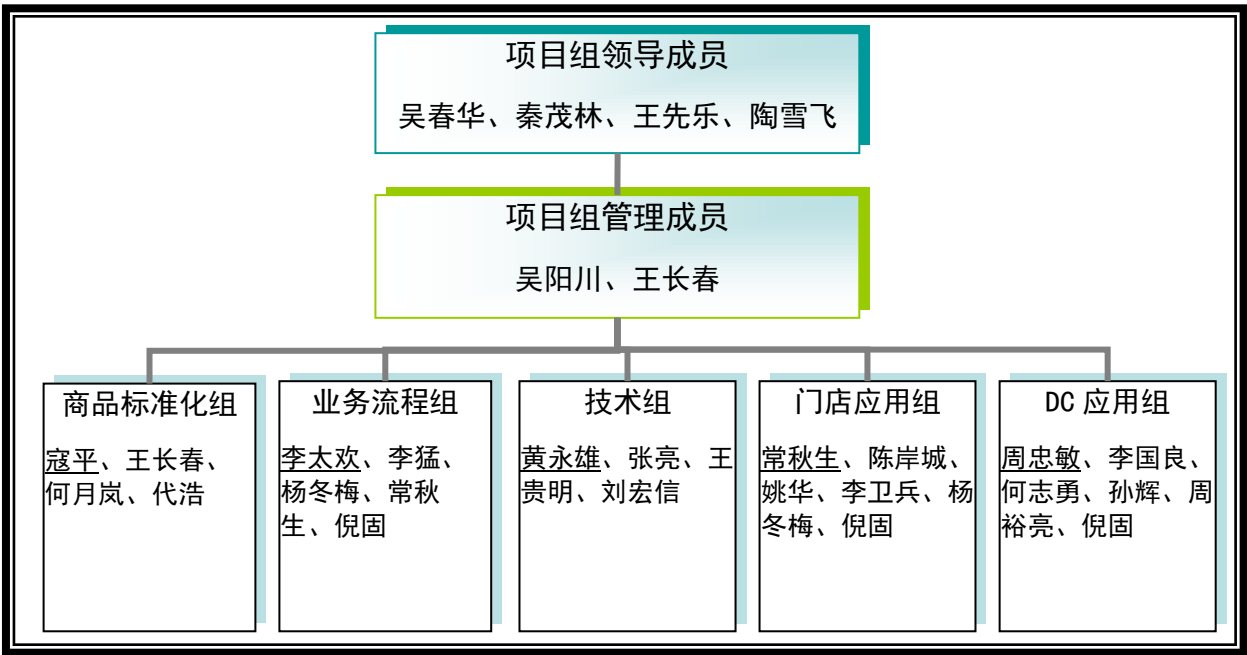 项目组领导成员
吴春华、秦茂林、王先乐、陶雪飞
项目组管理成员
吴阳川、王长春
商品标准化组
寇平、王长春、
何月岚、代浩
业务流程组
李太欢、李猛、
杨冬梅、常秋
生、倪固
技术组
黄永雄、张亮、王
贵明、刘宏信
门店应用组
常秋生、陈岸城、
姚华、李卫兵、杨
冬梅、倪固
DC 应用组
周忠敏、李国良、
何志勇、孙辉、周
裕亮、倪固